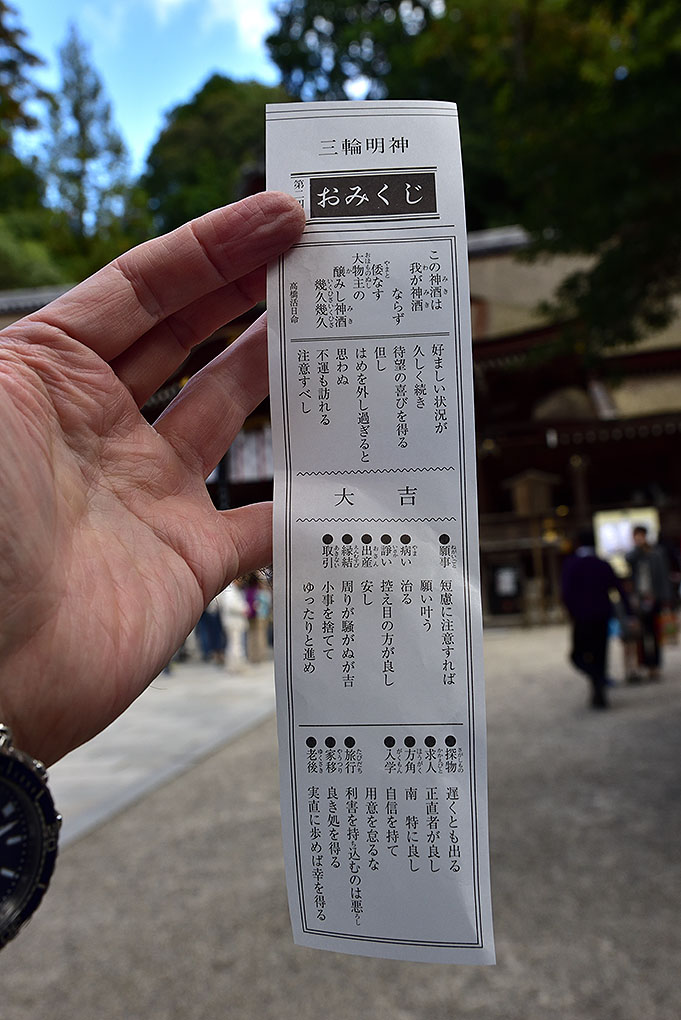 三輪明神
おみくじ
この神酒は
我が神酒
ならず
倭なす
大物主の
醸みし神酒
幾久幾久
高橋活日命
好ましい状況が
久しく続き
待望の喜びを得る
但し
はめを外し過ぎると
思わぬ
不運も訪れる
注意すべし
大吉
●願事 短慮に注意すれば
願い叶う
●病い 治る
●諍い 控え目の方が良し
●出産 安し
●縁結 周りが騒がぬが吉
●取引 小事を捨てて
ゆったりと進め
●探物 遅くとも出る
●求人 正直者が良し
●方角 南 特に良し
●入学 自信を持て
用意を怠るな
●旅行 利害を持ち込むのは悪し
●家移 良き処を得る
●老後 実直に歩めば幸を得る